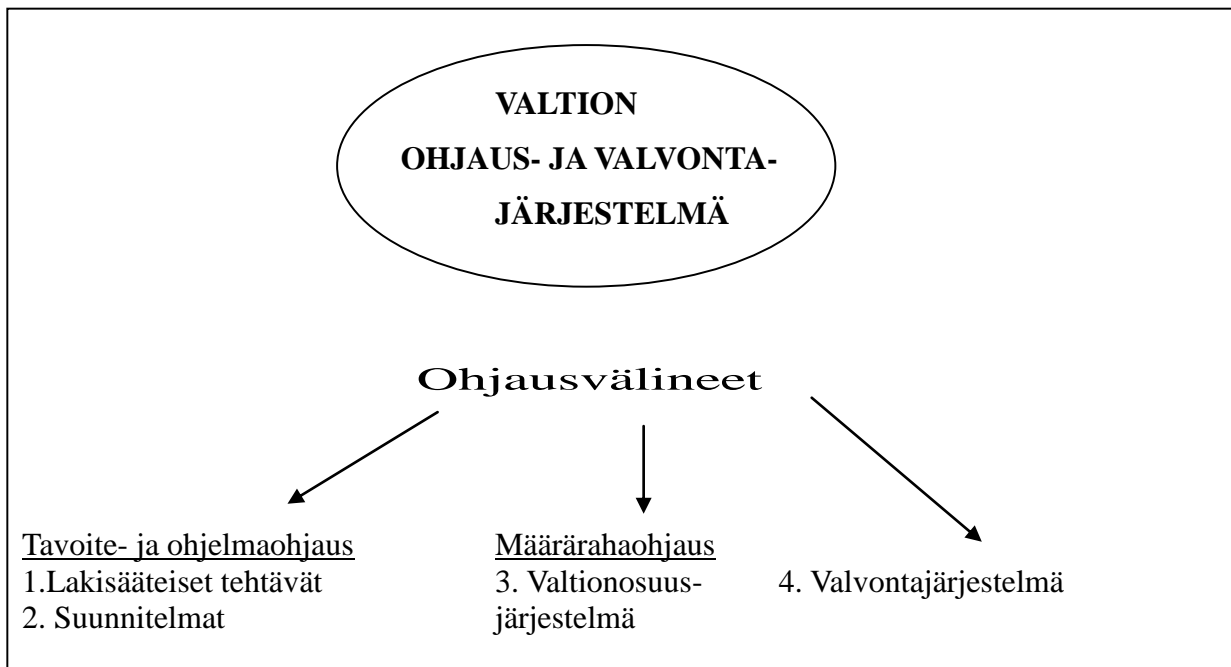 VALTION
OHJAUS- JA VALVONTA-
JÄRJESTELMÄ
Ohjausvälineet
Tavoite- ja ohjelmaohjaus
1.Lakisääteiset tehtävät
2. Suunnitelmat
Määrärahaohjaus
3. Valtionosuus-
järjestelmä
4. Valvontajärjestelmä